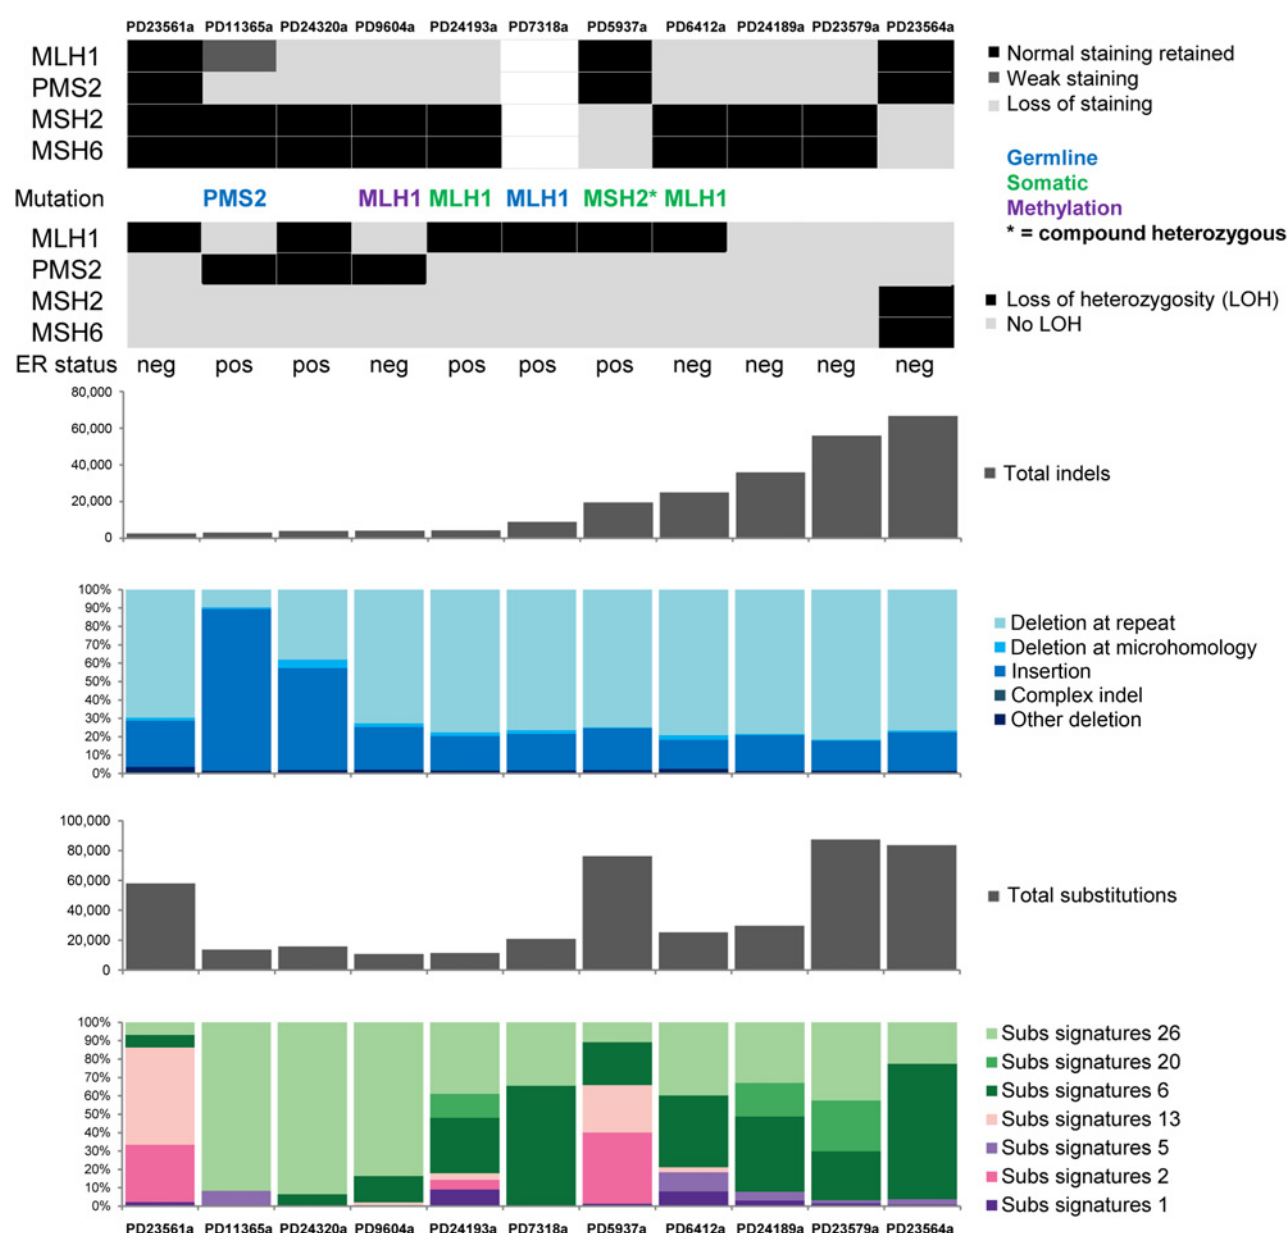 PD23561a PD11365a PD24320a PD9604a PD24193a PD7318a PD5937a PD6412a PD24189a PD23579a PD23564a
MLH1
PMS2
MSH2
MSH6
Normal staining retained
Weak staining
Loss of staining
Germline
Somatic
Methylation
* = compound heterozygous
Mutation PMS2 MLH1 MLH1 MLH1 MSH2* MLH1
MLH1
PMS2
MSH2
MSH6
Loss of heterozygosity (LOH)
No LOH
ER status neg pos pos neg pos pos pos neg neg neg neg
80,000
60,000
40,000
20,000
0
Total indels
100%
90%
80%
70%
60%
50%
40%
30%
20%
10%
0%
Deletion at repeat
Deletion at microhomology
Insertion
Complex indel
Other deletion
100,000
80,000
60,000
40,000
20,000
0
Total substitutions
100%
90%
80%
70%
60%
50%
40%
30%
20%
10%
0%
Subs signatures 26
Subs signatures 20
Subs signatures 6
Subs signatures 13
Subs signatures 5
Subs signatures 2
Subs signatures 1
PD23561a PD11365a PD24320a PD9604a PD24193a PD7318a PD5937a PD6412a PD24189a PD23579a PD23564a